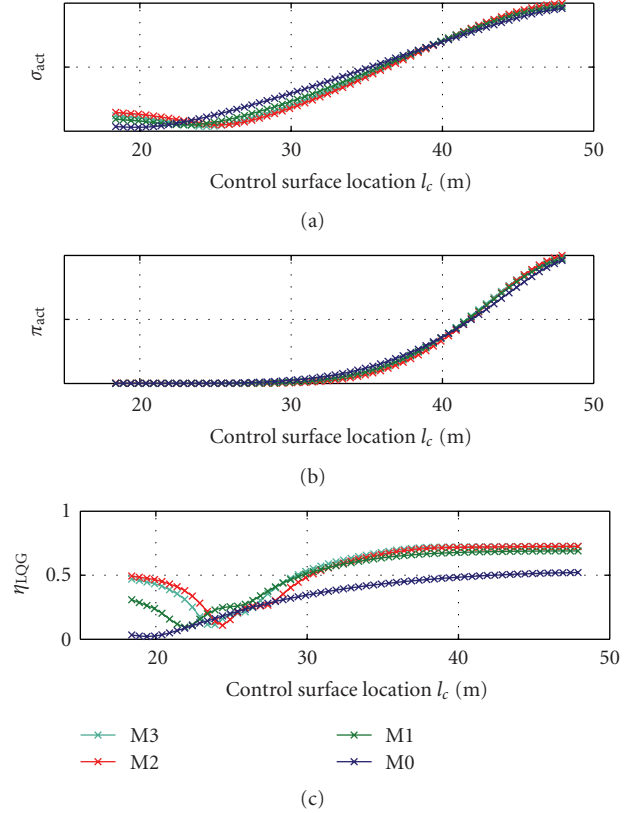 σact
20 30 40 50
Control surface location lc (m)
(a)
πact
20 30 40 50
Control surface location lc (m)
(b)
1
0.5
0
ηLQG
20 30 40 50
Control surface location lc (m)
M3 M1
M2 M0
(c)